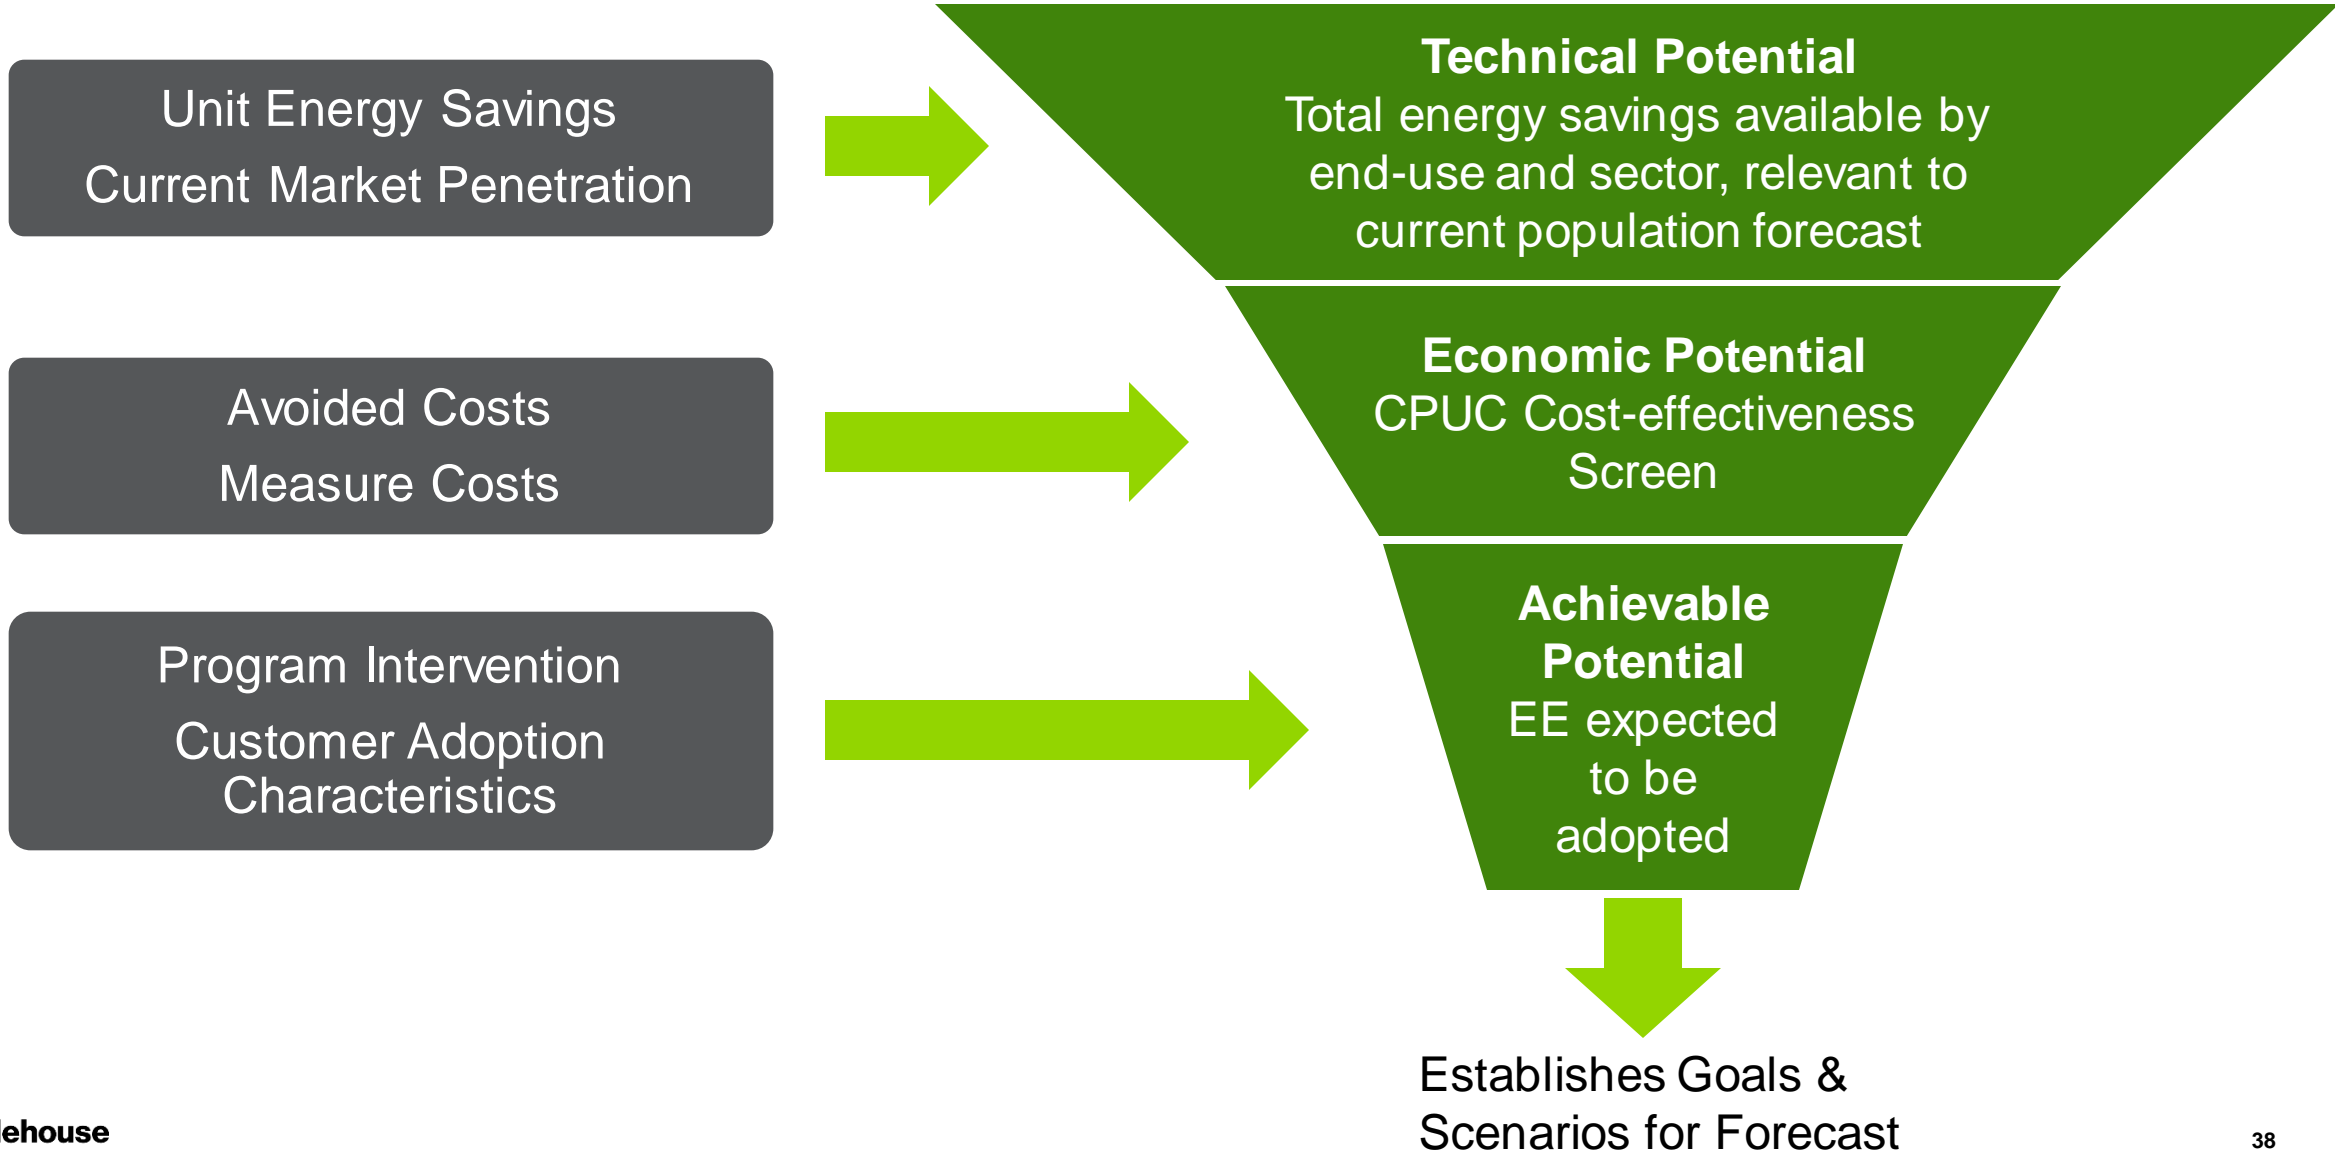 Unit Energy Savings
Current Market Penetration
Technical Potential
Total energy savings available by
end-use and sector, relevant to
current population forecast
Avoided Costs
Measure Costs
Economic Potential
CPUC Cost-effectiveness
Screen
Program Intervention
Customer Adoption
Characteristics
Achievable
Potential
EE expected
to be
adopted
Establishes Goals &
Scenarios for Forecast
ehouse
38